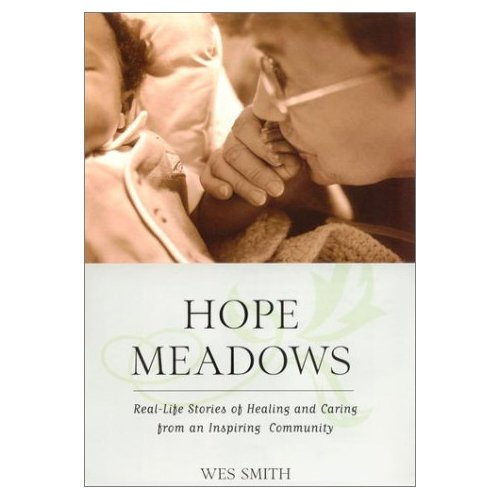 HOPE
MEADOWS
Real-Life Stories of Healing and Caring
from an Inspiring Community
WES SMITH